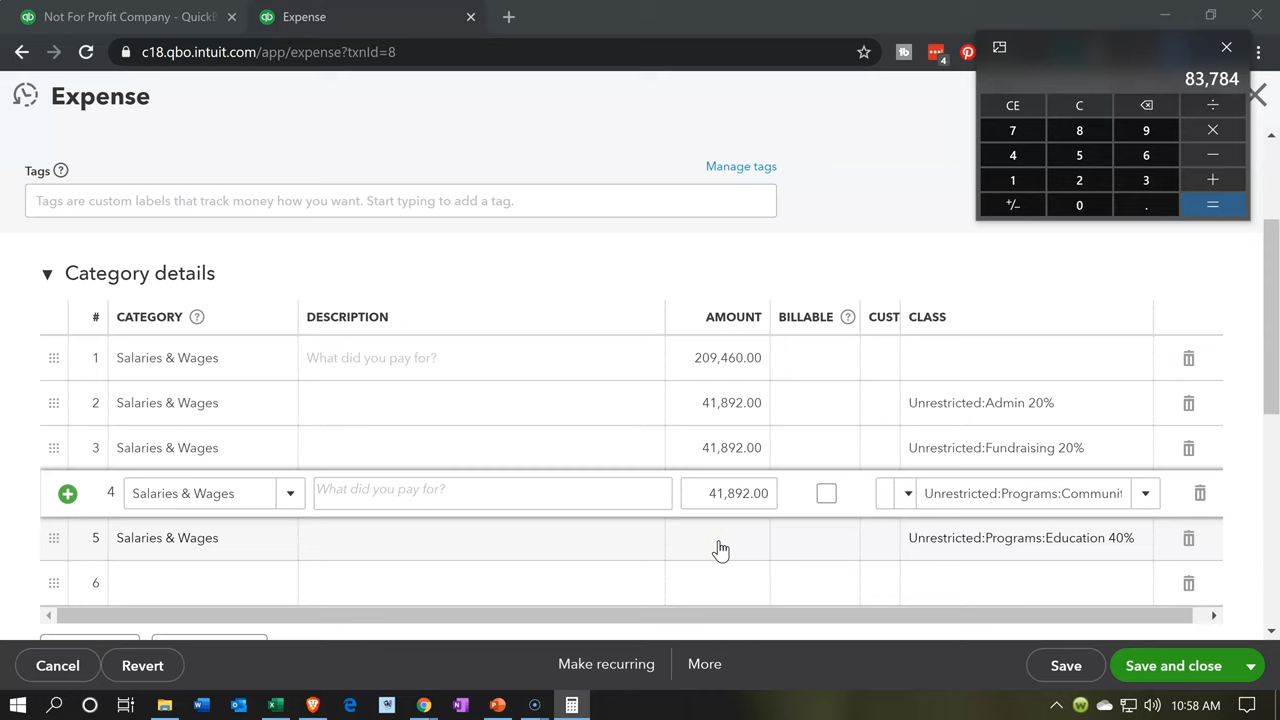 Not For Profit Company - QuickB
Expense
c18.qbo.intuit.com/app/expense?txnId=8
4
Expense
83,784
CE C
7 8 9 ÷
4 5 6 ×
1 2 3 −
+/− 0 . +
=
Tags ?
Manage tags
Tags are custom labels that track money how you want. Start typing to add a tag.
Category details
# CATEGORY ? DESCRIPTION AMOUNT BILLABLE ? CUST CLASS
1 Salaries & Wages What did you pay for? 209,460.00
2 Salaries & Wages 41,892.00 Unrestricted:Admin 20%
3 Salaries & Wages 41,892.00 Unrestricted:Fundraising 20%
4 Salaries & Wages What did you pay for? 41,892.00 Unrestricted:Programs:Communit
5 Salaries & Wages Unrestricted:Programs:Education 40%
6
Cancel Revert Make recurring More Save Save and close
10:58 AM